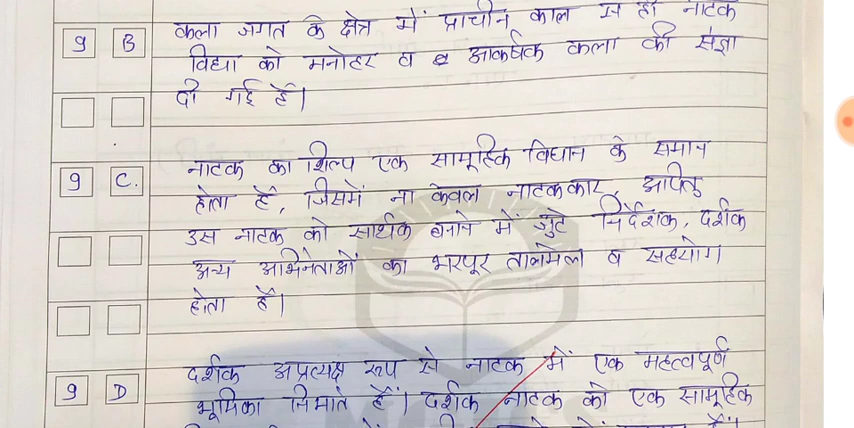 9 B कला जगत के क्षेत्र में प्राचीन काल से ही नाटक
विद्या को मनोहर व आकर्षक कला की संज्ञा
दी गई हैं।
9 C. नाटक का शिल्प एक सामूहिक विधान के समान
होता हैं, जिसमें ना केवल नाटककार, अपितु
उस नाटक को सार्थक बनाने में जुटे निर्देशक, दर्शक
अन्य अभिनेताओं का भरपूर तालमेल व सहयोग
होता हैं।
9 D दर्शक अप्रत्यक्ष रूप से नाटक में एक महत्वपूर्ण
भूमिका निभाते हैं। दर्शक नाटक को एक सामूहिक